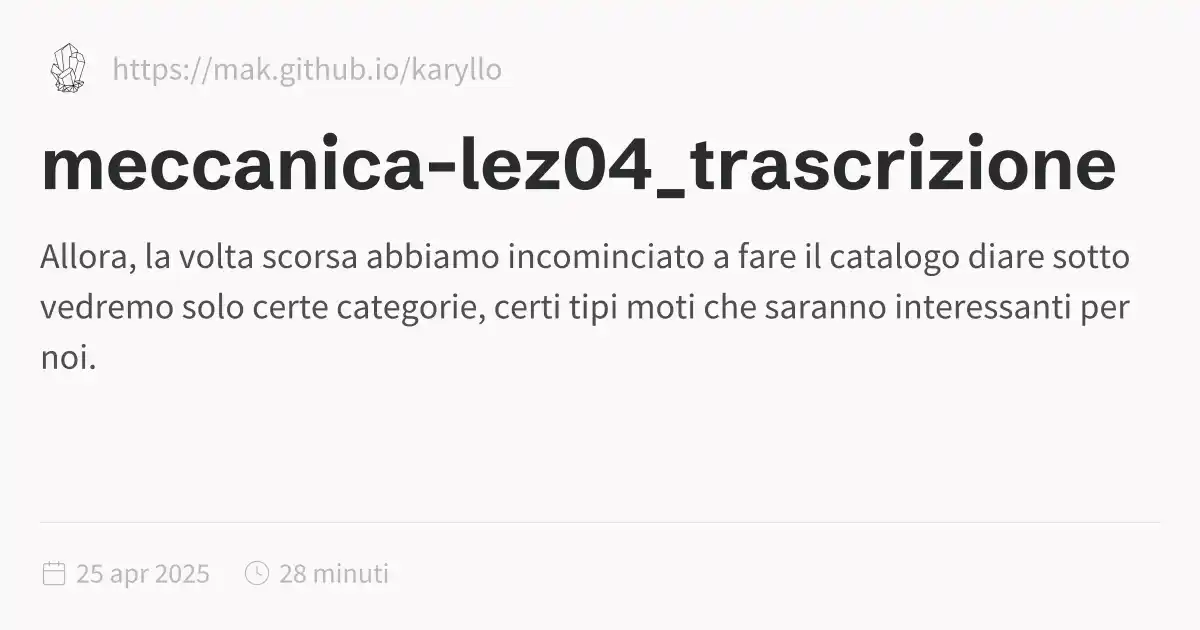 https://mak.github.io/karyllo
meccanica-lez04_trascrizione
Allora, la volta scorsa abbiamo incominciato a fare il catalogo diare sotto
vedremo solo certe categorie, certi tipi moti che saranno interessanti per
noi.
25 apr 2025 28 minuti